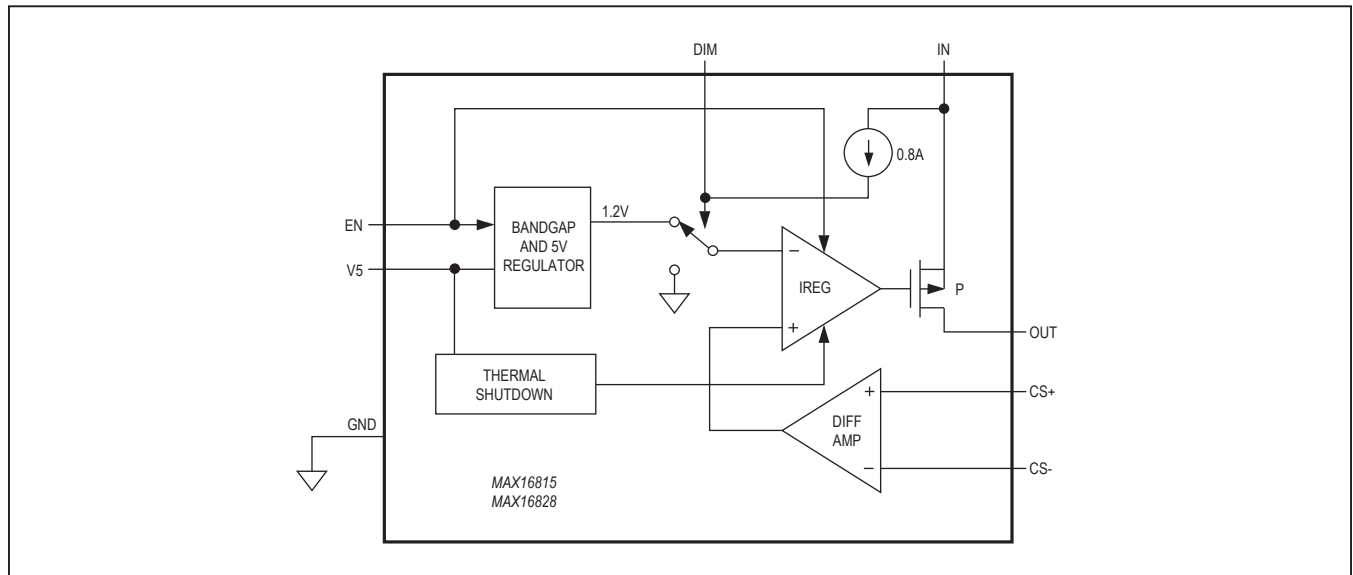 DIM
IN
0.8A
EN
BANDGAP
AND 5V
REGULATOR
1.2V
V5
−
IREG
+
P
OUT
THERMAL
SHUTDOWN
+
CS+
DIFF
AMP
−
CS-
GND
MAX16815
MAX16828